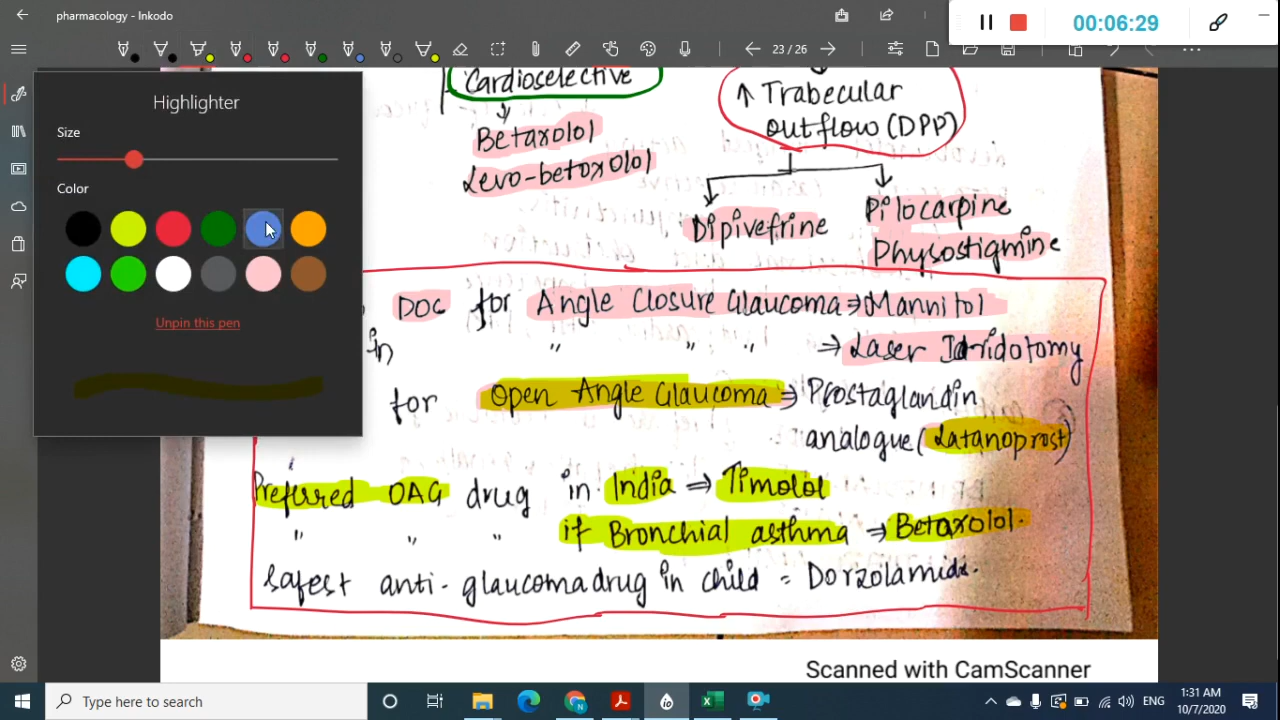 pharmacology - Inkodo
00:06:29
23 / 26
Highlighter
Size
Color
Unpin this pen
Cardioselective
Betaxolol
Levo-betoxolol
↑ Trabecular
outflow (DPP)
Dipivefrine
Pilocarpine
Physostigmine
DOC for Angle Closure Glaucoma ⇒ Mannitol
in " " " ⇒ Laser Idridotomy
for Open Angle Glaucoma ⇒ Prostaglandin
analogue (Latanoprost)
Preferred OAG drug in India ⇒ Timolol
" " " if Bronchial asthma ⇒ Betaxolol.
Safest anti-glaucoma drug in child = Dorzolamide.
Scanned with CamScanner
Type here to search
ENG
1:31 AM
10/7/2020